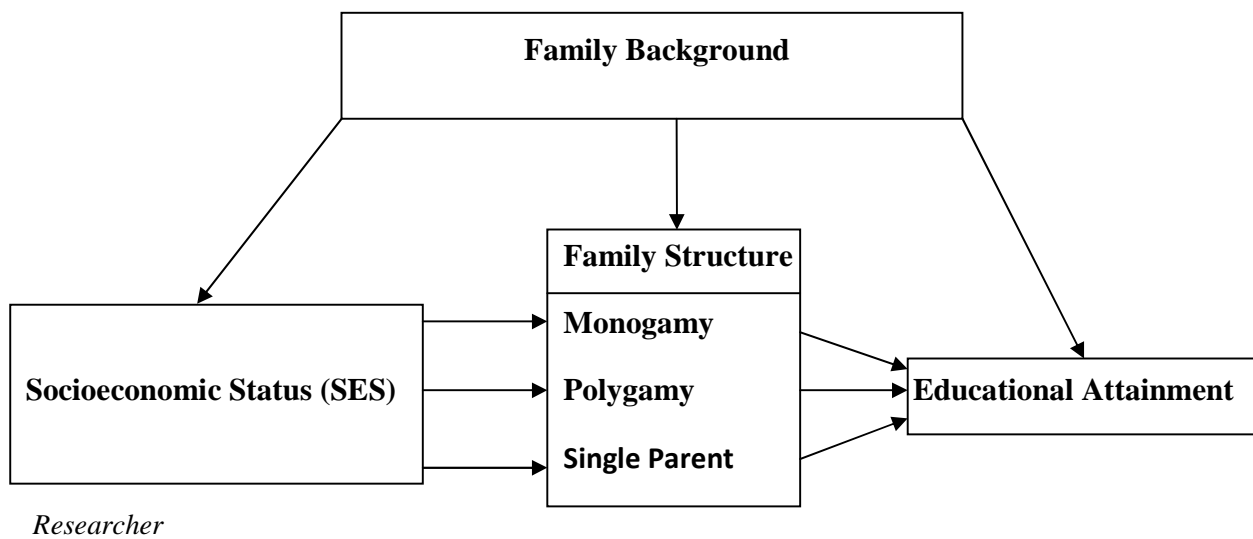 Family Background
Family Structure
Monogamy
Socioeconomic Status (SES)
Polygamy
Educational Attainment
Single Parent
Researcher